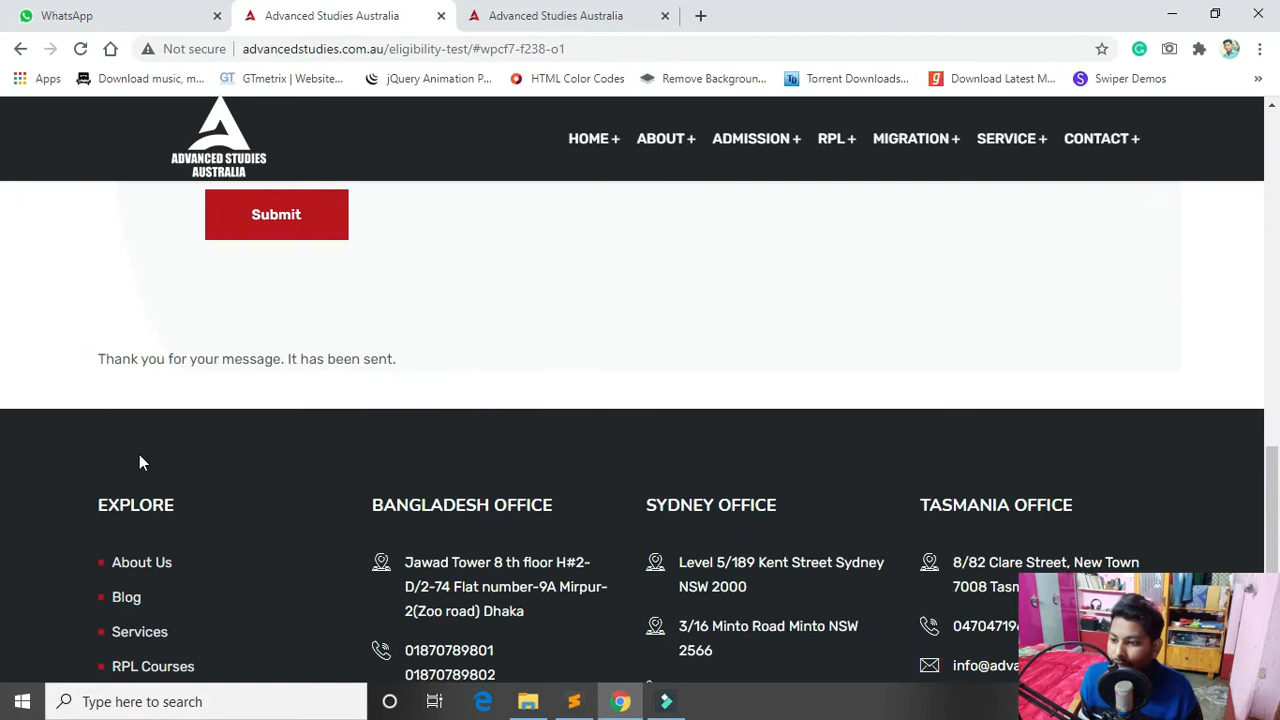 WhatsApp
Advanced Studies Australia
Advanced Studies Australia
Not secure
advancedstudies.com.au/eligibility-test/#wpcf7-f238-o1
Apps
Download music, m...
GTmetrix | Website...
jQuery Animation P...
HTML Color Codes
Remove Backgroun...
Torrent Downloads...
Download Latest M...
Swiper Demos
ADVANCED STUDIES
AUSTRALIA
HOME +
ABOUT +
ADMISSION +
RPL +
MIGRATION +
SERVICE +
CONTACT +
Submit
Thank you for your message. It has been sent.
EXPLORE
About Us
Blog
Services
RPL Courses
BANGLADESH OFFICE
Jawad Tower 8 th floor H#2-
D/2-74 Flat number-9A Mirpur-
2(Zoo road) Dhaka
01870789801
01870789802
SYDNEY OFFICE
Level 5/189 Kent Street Sydney
NSW 2000
3/16 Minto Road Minto NSW
2566
TASMANIA OFFICE
8/82 Clare Street, New Town
7008
Type here to search